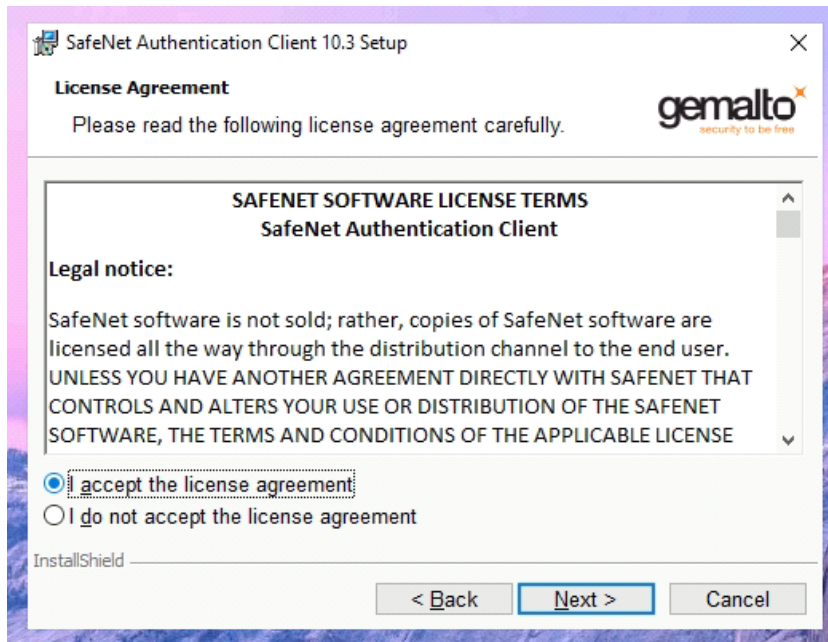 SafeNet Authentication Client 10.3 Setup
License Agreement
Please read the following license agreement carefully.
gemalto
security to be free
SAFENET SOFTWARE LICENSE TERMS
SafeNet Authentication Client
Legal notice:
SafeNet software is not sold; rather, copies of SafeNet software are
licensed all the way through the distribution channel to the end user.
UNLESS YOU HAVE ANOTHER AGREEMENT DIRECTLY WITH SAFENET THAT
CONTROLS AND ALTERS YOUR USE OR DISTRIBUTION OF THE SAFENET
SOFTWARE, THE TERMS AND CONDITIONS OF THE APPLICABLE LICENSE
I accept the license agreement
I do not accept the license agreement
InstallShield
< Back
Next >
Cancel